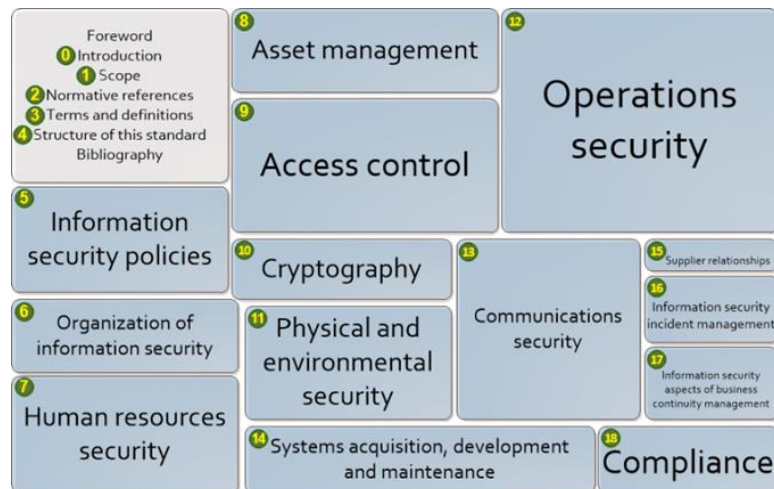 Foreword
0 Introduction
1 Scope
2 Normative references
3 Terms and definitions
4 Structure of this standard
Bibliography
5
Information
security policies
6
Organization of
information security
7
Human resources
security
8
Asset management
9
Access control
10
Cryptography
11
Physical and
environmental
security
12
Operations
security
13
Communications
security
14 Systems acquisition, development
and maintenance
15
Supplier relationships
16
Information security
incident management
17
Information security
aspects of business
continuity management
18
Compliance